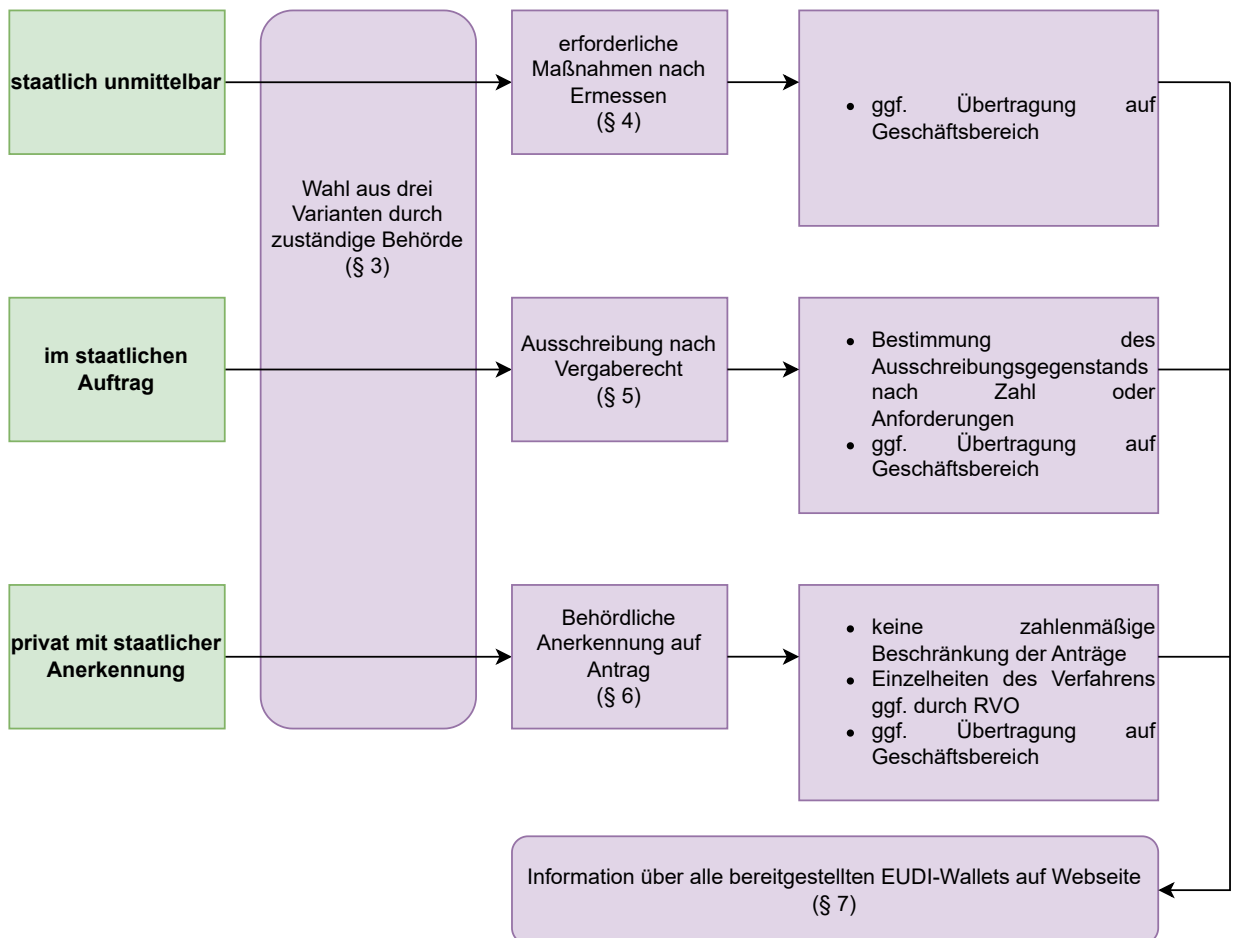 staatlich unmittelbar
Wahl aus drei
Varianten durch
zuständige Behörde
(§ 3)
erforderliche
Maßnahmen nach
Ermessen
(§ 4)
• ggf. Übertragung auf
Geschäftsbereich
im staatlichen
Auftrag
Ausschreibung nach
Vergaberecht
(§ 5)
• Bestimmung des
Ausschreibungsgegenstands
nach Zahl oder
Anforderungen
• ggf. Übertragung auf
Geschäftsbereich
privat mit staatlicher
Anerkennung
Behördliche
Anerkennung auf
Antrag
(§ 6)
• keine zahlenmäßige
Beschränkung der Anträge
• Einzelheiten des Verfahrens
ggf. durch RVO
• ggf. Übertragung auf
Geschäftsbereich
Information über alle bereitgestellten EUDI-Wallets auf Webseite
(§ 7)